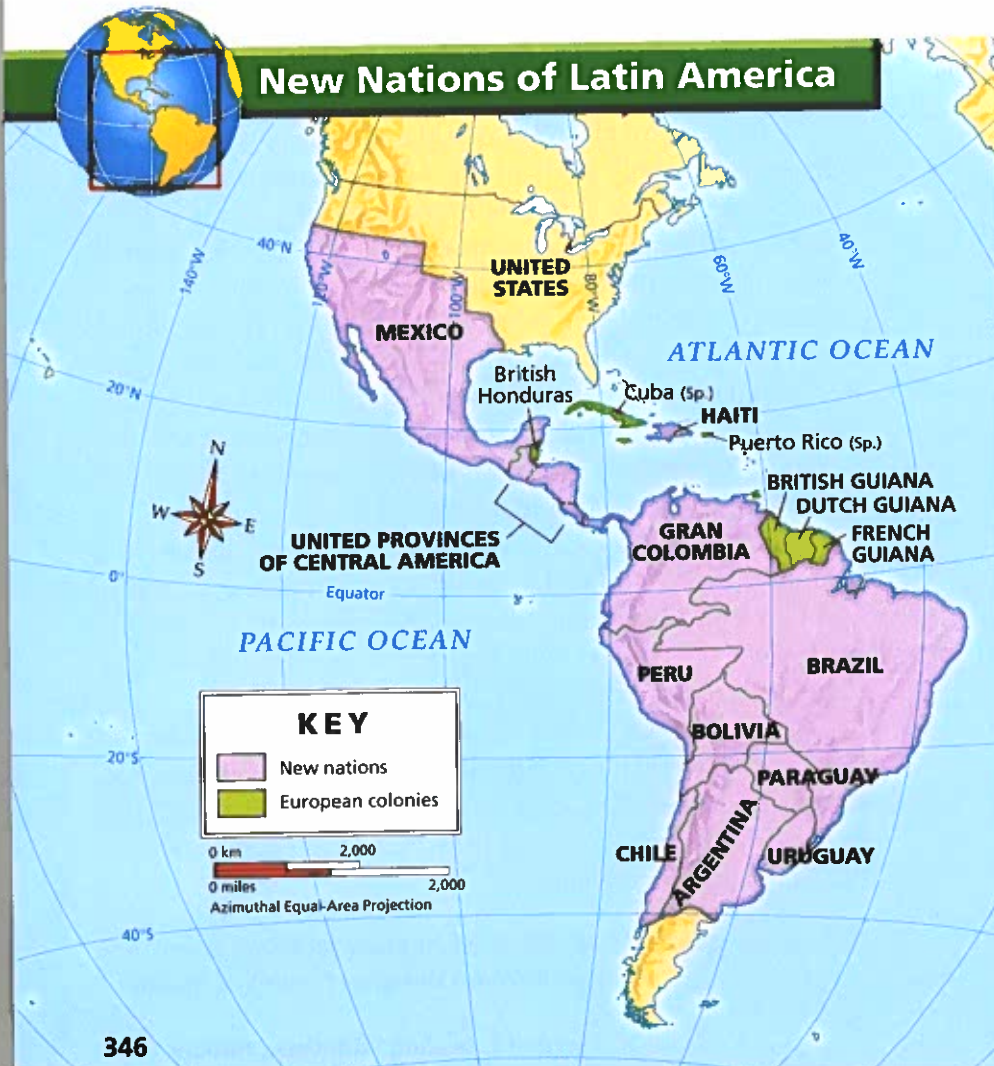 New Nations of Latin America
40°N
140°W
120°W
100°W
80°W
60°W
40°W
UNITED
STATES
MEXICO
ATLANTIC OCEAN
British
Honduras
Cuba (Sp.)
HAITI
Puerto Rico (Sp.)
20°N
N
W
E
S
BRITISH GUIANA
DUTCH GUIANA
FRENCH
GUIANA
GRAN
COLOMBIA
UNITED PROVINCES
OF CENTRAL AMERICA
0°
Equator
PACIFIC OCEAN
PERU
BRAZIL
BOLIVIA
PARAGUAY
KEY
New nations
European colonies
20°S
CHILE
ARGENTINA
URUGUAY
0 km
2,000
0 miles
2,000
Azimuthal Equal-Area Projection
40°S
346